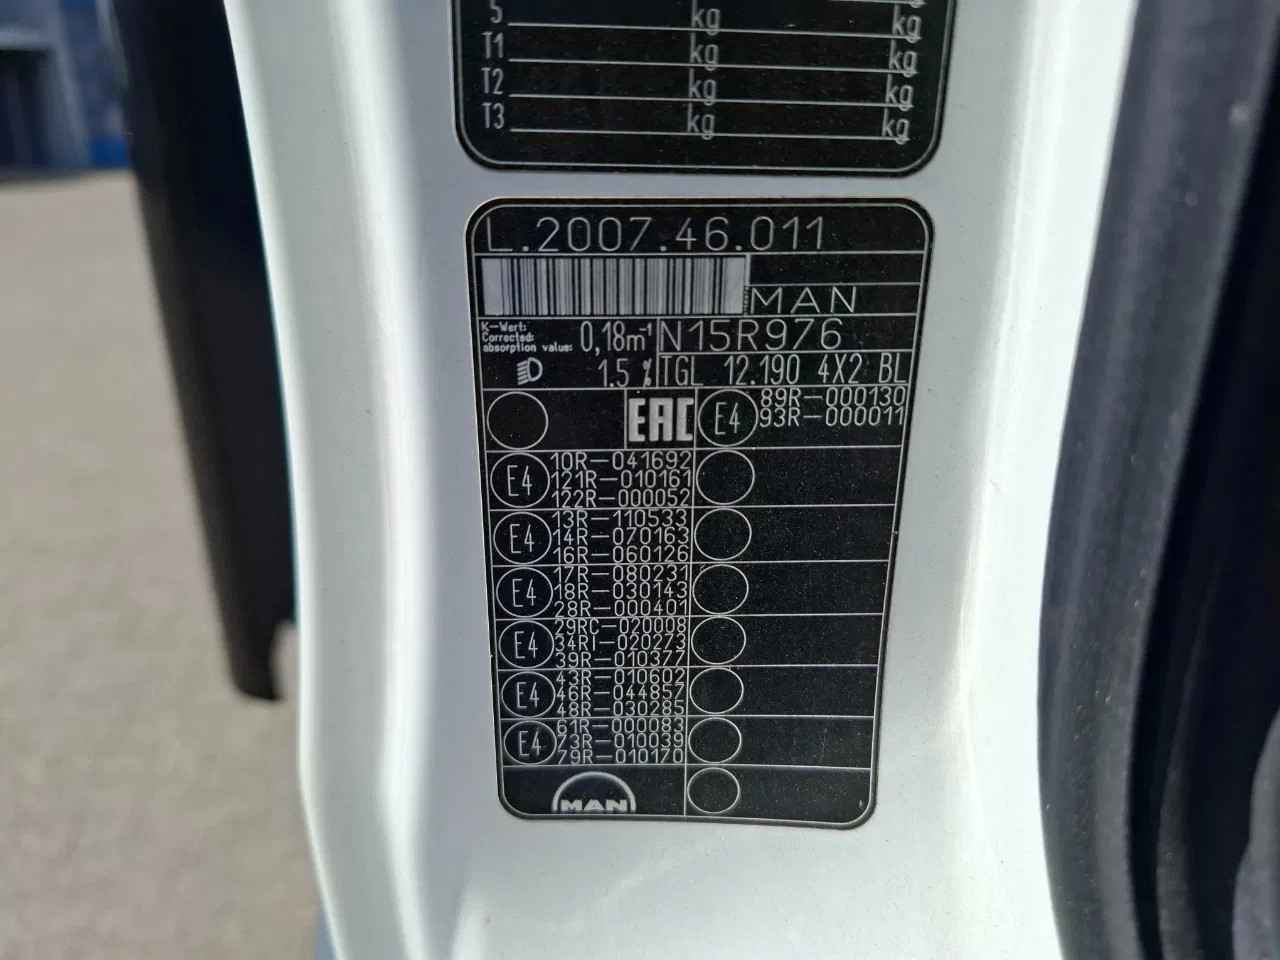 5 kg kg
T1 kg kg
T2 kg kg
T3 kg kg
L.2007.46.011
MAN
K-Wert:
Corrected
absorption value: 0,18m⁻¹
N15R976
1.5 %
TGL 12.190 4X2 BL
EAC
E4 89R-000130
93R-000011
E4 10R-041692
121R-010161
122R-000052
E4 13R-110533
14R-070163
16R-060126
E4 17R-080231
18R-030143
28R-000401
E4 29RC-020008
34RI-020273
39R-010377
E4 43R-010602
46R-044857
48R-030285
E4 61R-000083
73R-010038
79R-010170
MAN